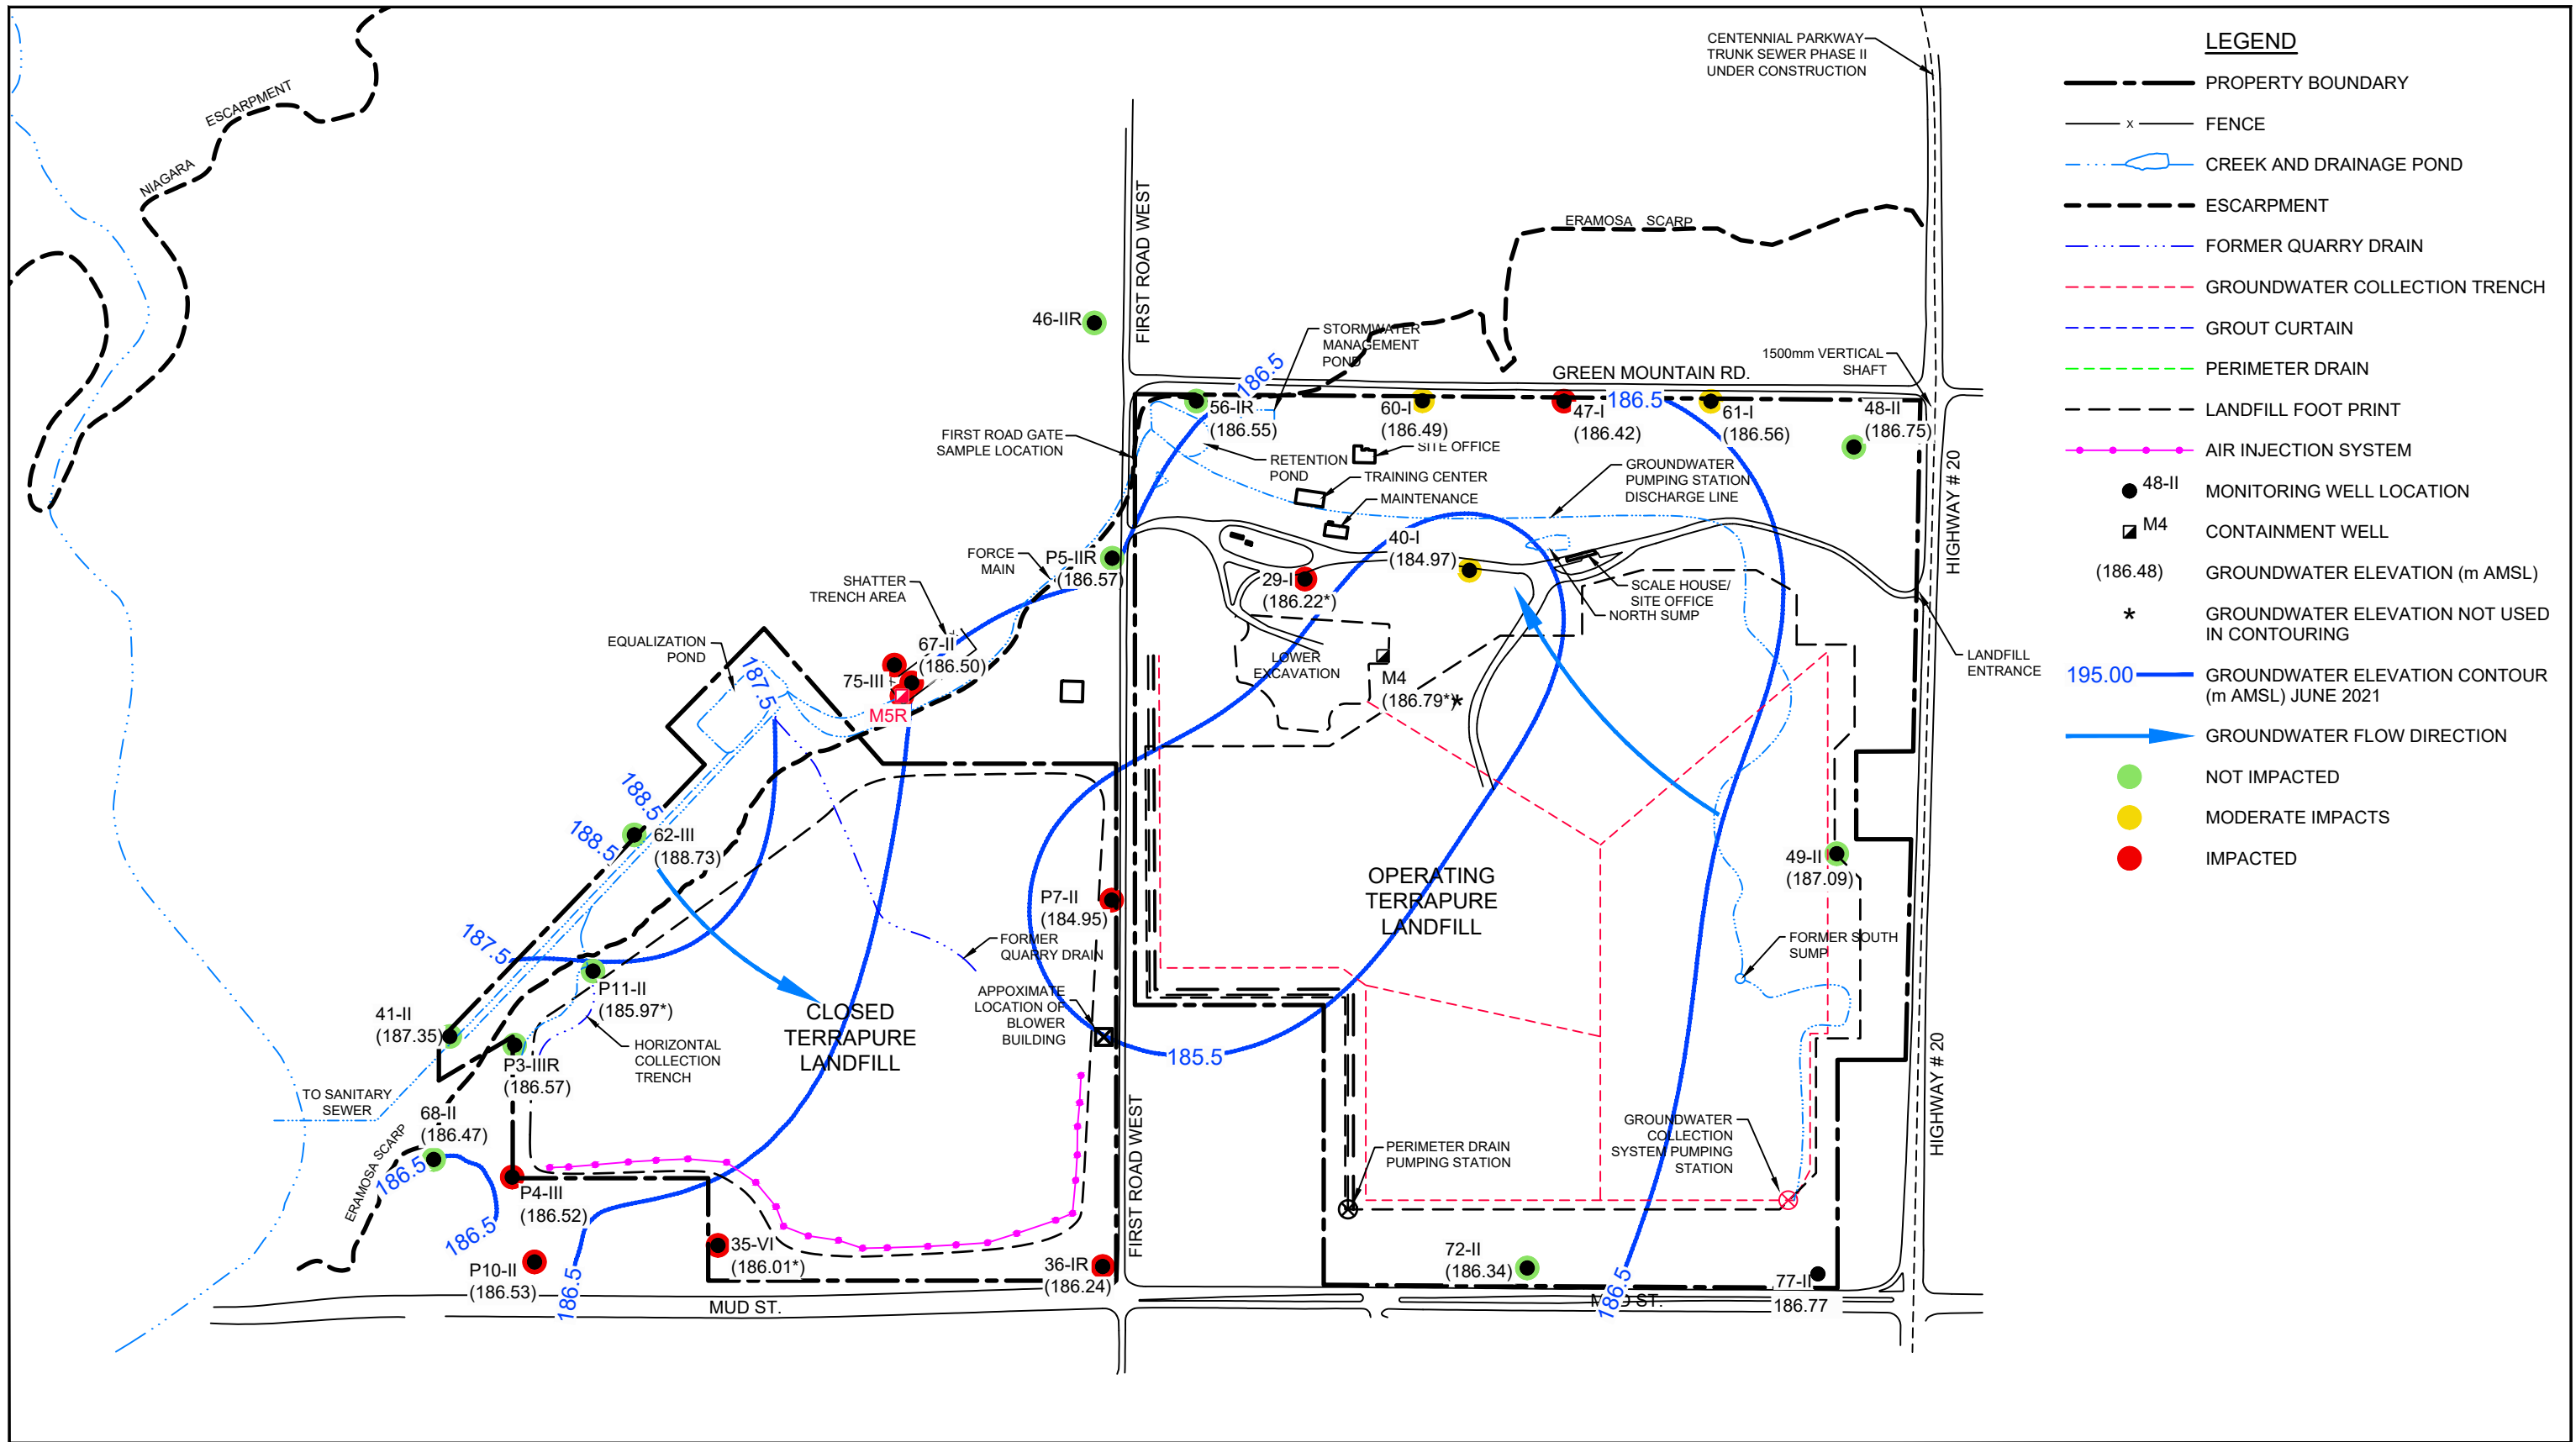 CENTENNIAL PARKWAY
TRUNK SEWER PHASE II
UNDER CONSTRUCTION
ESCARPMENT
NIAGARA
FIRST ROAD WEST
ERAMOSA SCARP
46-IIR
STORMWATER
MANAGEMENT
POND
186.5
GREEN MOUNTAIN RD.
1500mm VERTICAL
SHAFT
56-IR
(186.55)
60-I
(186.49)
47-I
(186.42)
186.5
61-I
(186.56)
48-II
(186.75)
FIRST ROAD GATE
SAMPLE LOCATION
SITE OFFICE
RETENTION
POND
TRAINING CENTER
MAINTENANCE
GROUNDWATER
PUMPING STATION
DISCHARGE LINE
HIGHWAY # 20
FORCE
MAIN
P5-IIR
(186.57)
40-I
(184.97)
29-I
(186.22*)
SHATTER
TRENCH AREA
SCALE HOUSE/
SITE OFFICE
NORTH SUMP
EQUALIZATION
POND
67-II
(186.50)
75-III
M5R
187.5
LOWER
EXCAVATION
M4
(186.79*)
*
LANDFILL
ENTRANCE
188.5
188.5
62-III
(188.73)
P7-II
(184.95)
OPERATING
TERRAPURE
LANDFILL
49-II
(187.09)
187.5
FORMER
QUARRY DRAIN
FORMER SOUTH
SUMP
P11-II
(185.97*)
APPOXIMATE
LOCATION OF
BLOWER
BUILDING
41-II
(187.35)
CLOSED
TERRAPURE
LANDFILL
HORIZONTAL
COLLECTION
TRENCH
P3-IIIR
(186.57)
185.5
TO SANITARY
SEWER
68-II
(186.47)
ERAMOSA SCARP
186.5
FIRST ROAD WEST
PERIMETER DRAIN
PUMPING STATION
GROUNDWATER
COLLECTION
SYSTEM PUMPING
STATION
HIGHWAY # 20
P4-III
(186.52)
186.5
35-VI
(186.01*)
P10-II
(186.53)
186.5
36-IR
(186.24)
72-II
(186.34)
186.5
77-II
186.77
MUD ST.
MUD ST.
LEGEND
PROPERTY BOUNDARY
x FENCE
CREEK AND DRAINAGE POND
ESCARPMENT
FORMER QUARRY DRAIN
GROUNDWATER COLLECTION TRENCH
GROUT CURTAIN
PERIMETER DRAIN
LANDFILL FOOT PRINT
AIR INJECTION SYSTEM
48-II MONITORING WELL LOCATION
M4 CONTAINMENT WELL
(186.48) GROUNDWATER ELEVATION (m AMSL)
* GROUNDWATER ELEVATION NOT USED
IN CONTOURING
195.00 GROUNDWATER ELEVATION CONTOUR
(m AMSL) JUNE 2021
GROUNDWATER FLOW DIRECTION
NOT IMPACTED
MODERATE IMPACTS
IMPACTED